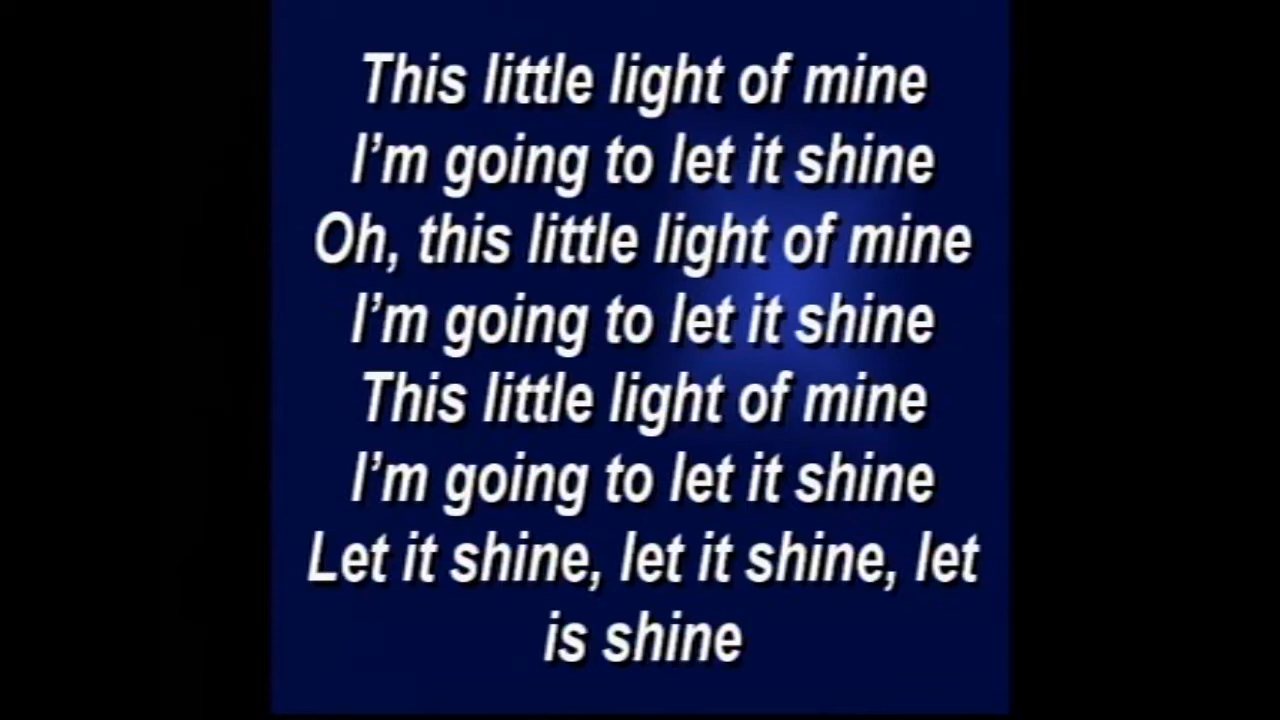 This little light of mine
I’m going to let it shine
Oh, this little light of mine
I’m going to let it shine
This little light of mine
I’m going to let it shine
Let it shine, let it shine, let
is shine